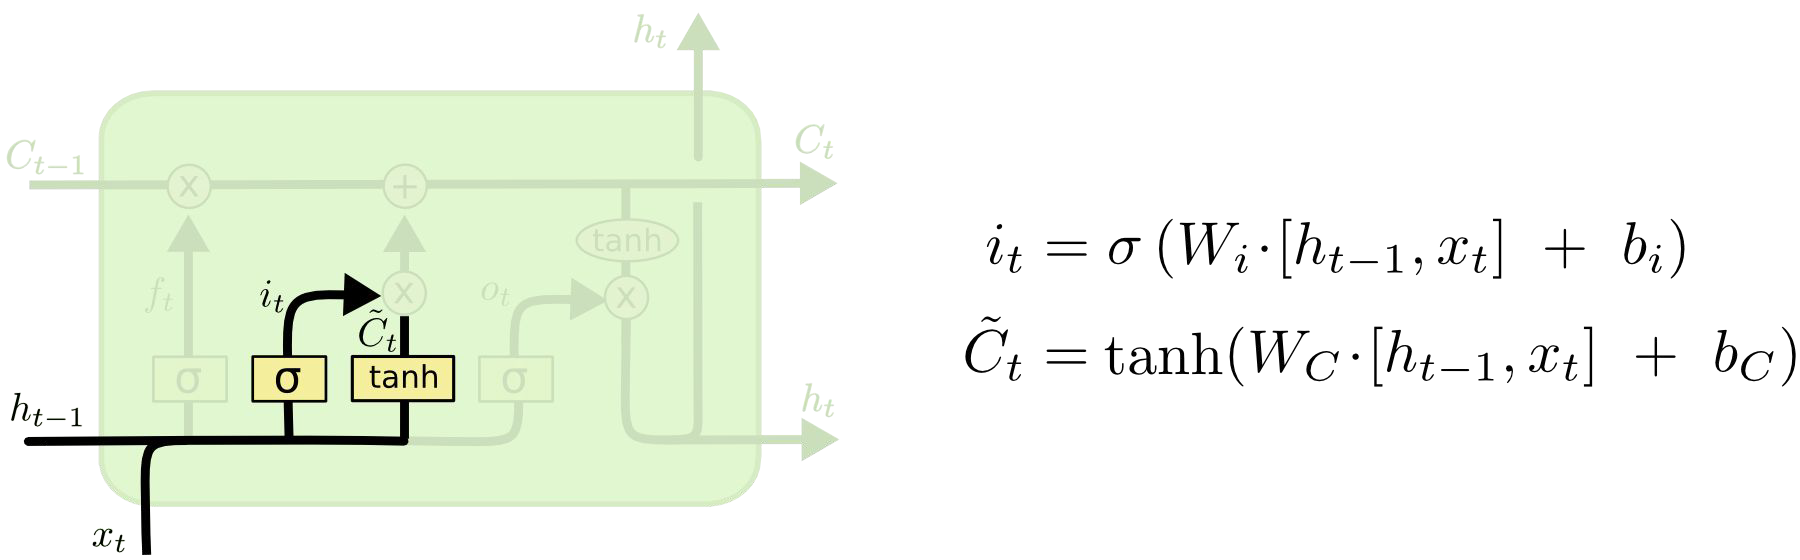 h_t
C_{t-1}
C_t
x
+
tanh
f_t
i_t
x
o_t
x
C̃_t
σ
σ
tanh
σ
h_{t-1}
h_t
x_t
i_t = σ (W_i·[h_{t-1}, x_t] + b_i)
C̃_t = tanh(W_C·[h_{t-1}, x_t] + b_C)